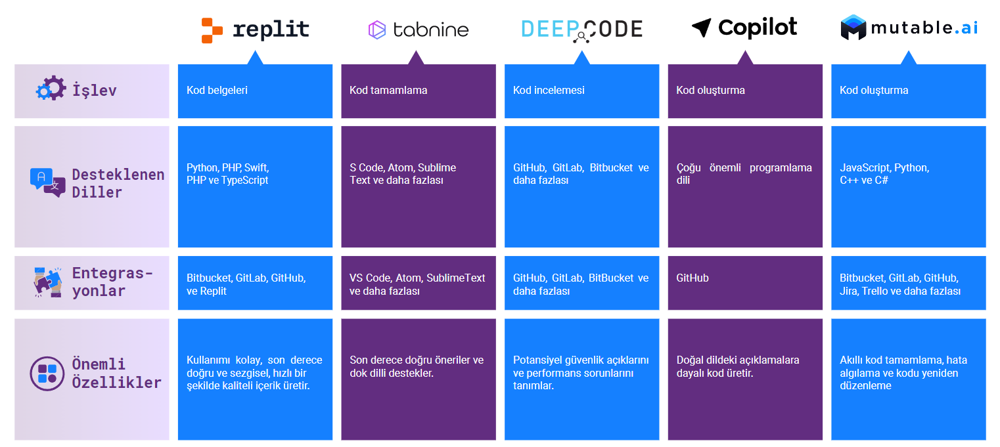 replit
tabnine
DEEPCODE
Copilot
mutable.ai
İşlev
Kod belgeleri
Kod tamamlama
Kod incelemesi
Kod oluşturma
Kod oluşturma
Desteklenen
Diller
Python, PHP, Swift,
PHP ve TypeScript
S Code, Atom, Sublime
Text ve daha fazlası
GitHub, GitLab, Bitbucket ve
daha fazlası
Çoğu önemli programlama
dili
JavaScript, Python,
C++ ve C#
Entegras-
yonlar
Bitbucket, GitLab, GitHub,
ve Replit
VS Code, Atom, SublimeText
ve daha fazlası
GitHub, GitLab, BitBucket ve
daha fazlası
GitHub
Bitbucket, GitLab, GitHub,
Jira, Trello ve daha fazlası
Önemli
Özellikler
Kullanımı kolay, son derece
doğru ve sezgisel, hızlı bir
şekilde kaliteli içerik üretir.
Son derece doğru öneriler ve
dok dilli destekler.
Potansiyel güvenlik açıklarını
ve performans sorunlarını
tanımlar.
Doğal dildeki açıklamalara
dayalı kod üretir.
Akıllı kod tamamlama, hata
algılama ve kodu yeniden
düzenleme